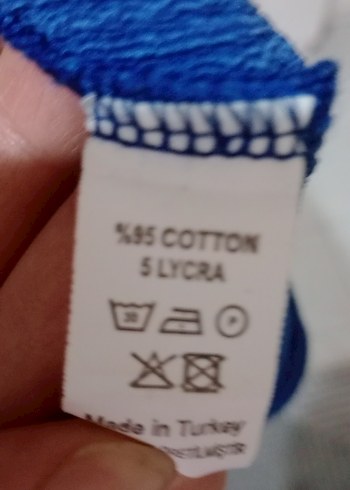 %95 COTTON
5 LYCRA
30
P
Made in Turkey